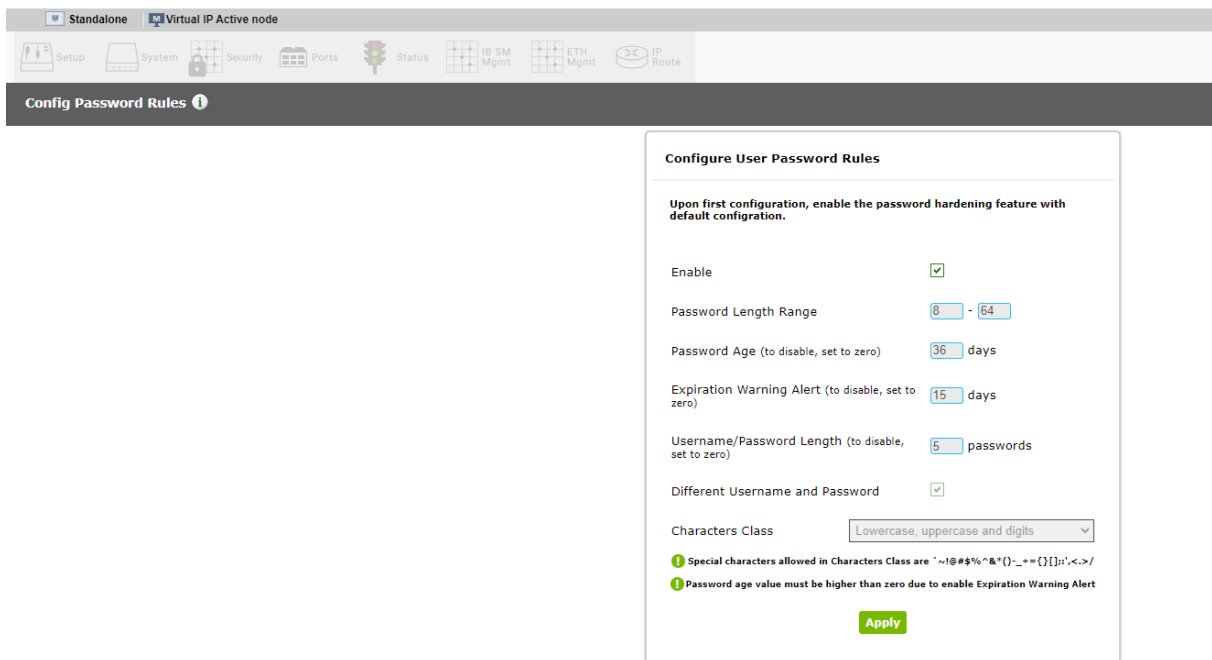 Standalone
Virtual IP Active node
Setup
System
Security
Ports
Status
IB SM
Mgmt
ETH
Mgmt
IP
Route
Config Password Rules
Configure User Password Rules
Upon first configuration, enable the password hardening feature with
default configration.
Enable
Password Length Range 8 - 64
Password Age (to disable, set to zero) 36 days
Expiration Warning Alert (to disable, set to
zero) 15 days
Username/Password Length (to disable,
set to zero) 5 passwords
Different Username and Password
Characters Class Lowercase, uppercase and digits
Special characters allowed in Characters Class are `~!@#$%^&*()-_+={}[];:',<.>/
Password age value must be higher than zero due to enable Expiration Warning Alert
Apply